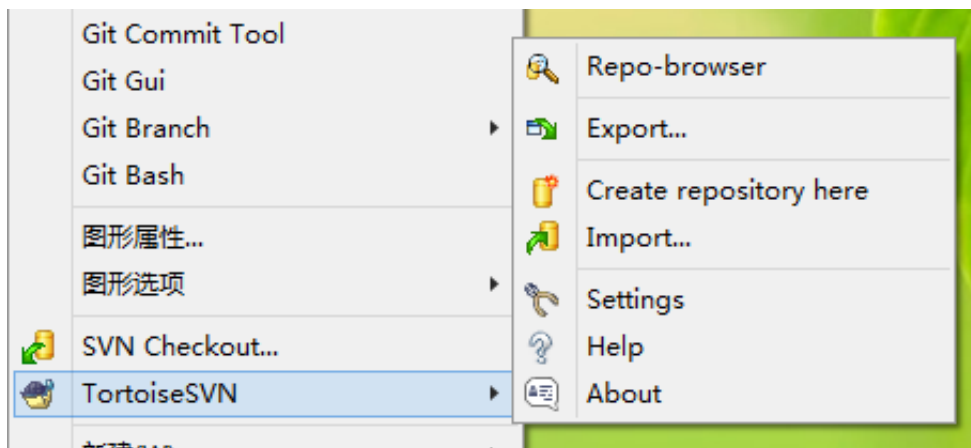 Git Commit Tool
Git Gui
Git Branch
Git Bash
图形属性...
图形选项
SVN Checkout...
TortoiseSVN
Repo-browser
Export...
Create repository here
Import...
Settings
Help
About